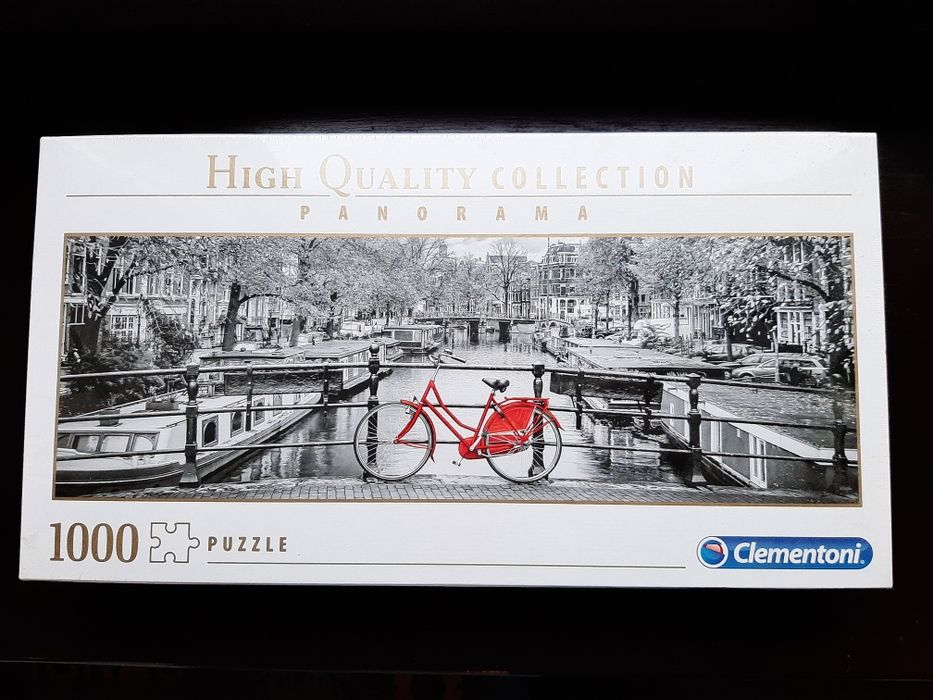 HIGH QUALITY COLLECTION
PANORAMA
1000 PUZZLE
Clementoni®